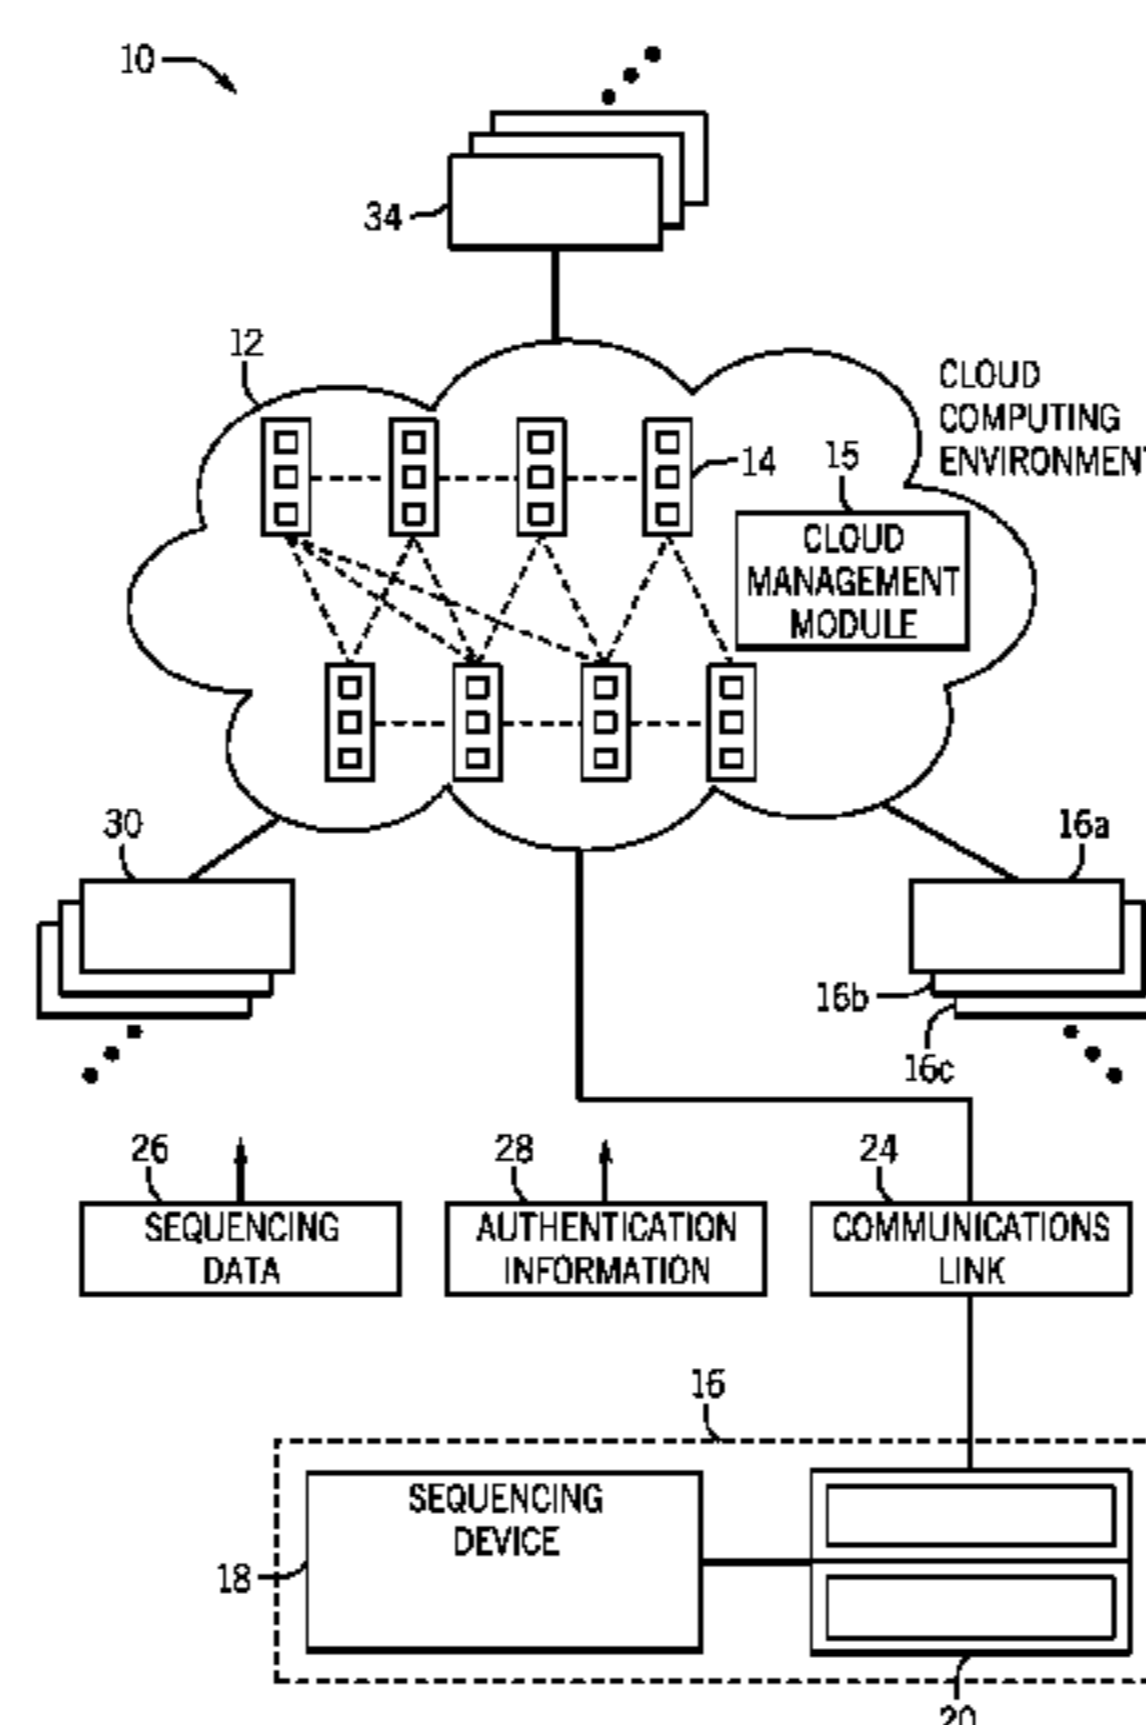 10
34
12
CLOUD
COMPUTING
ENVIRONMENT
14
15
CLOUD
MANAGEMENT
MODULE
30
16a
16b
16c
26
28
24
SEQUENCING
DATA
AUTHENTICATION
INFORMATION
COMMUNICATIONS
LINK
16
SEQUENCING
DEVICE
18
20